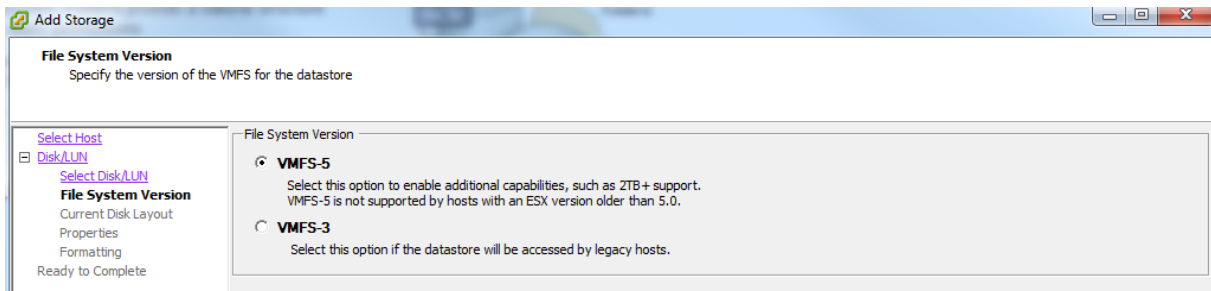 Add Storage
File System Version
Specify the version of the VMFS for the datastore
Select Host
Disk/LUN
Select Disk/LUN
File System Version
Current Disk Layout
Properties
Formatting
Ready to Complete
File System Version
VMFS-5
Select this option to enable additional capabilities, such as 2TB+ support.
VMFS-5 is not supported by hosts with an ESX version older than 5.0.
VMFS-3
Select this option if the datastore will be accessed by legacy hosts.